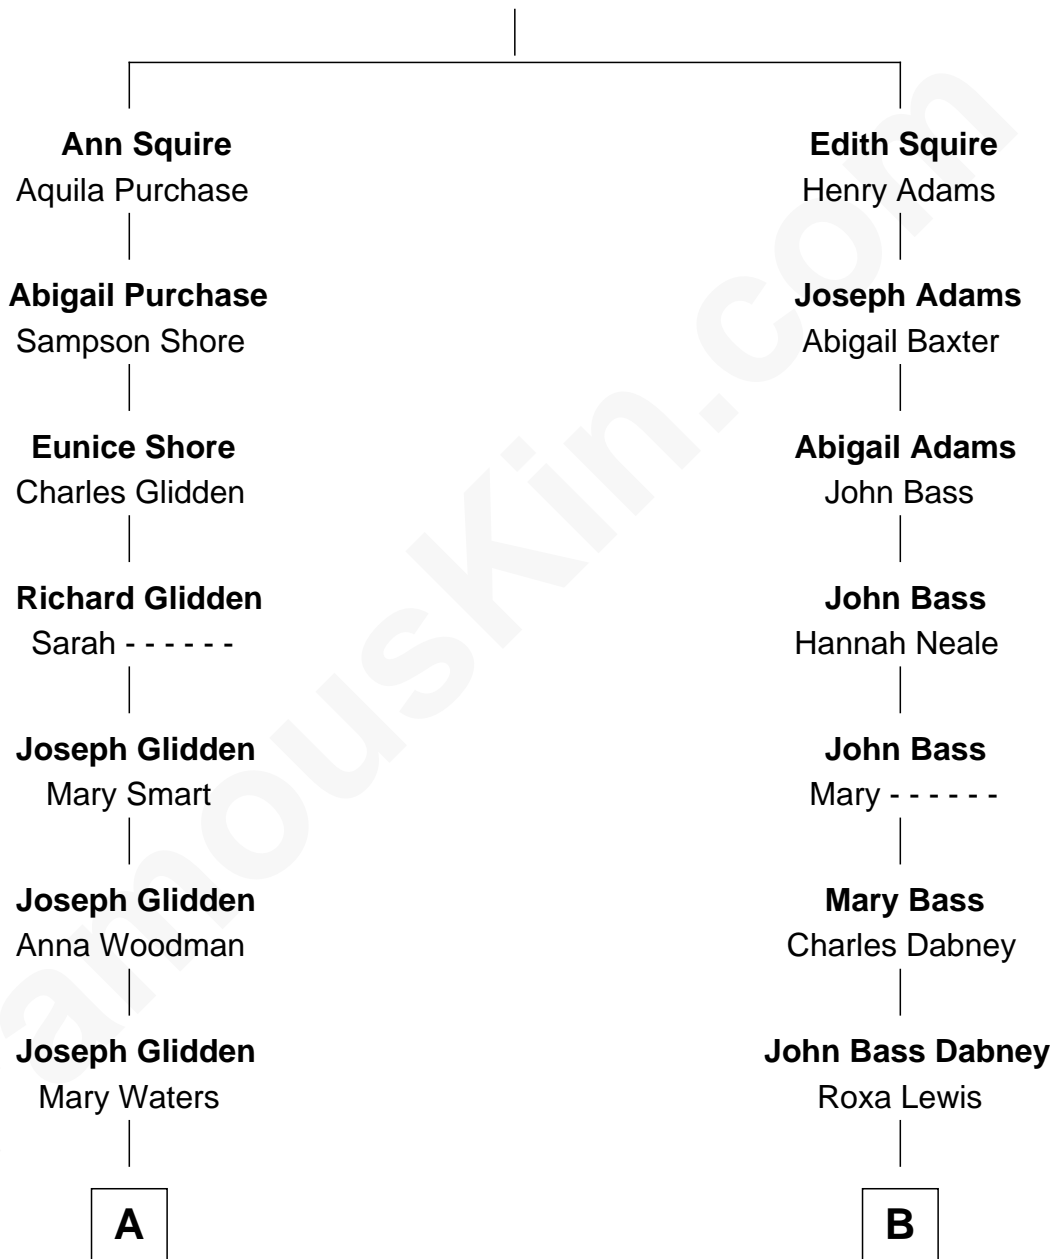 Ann Squire
Aquila Purchase
Abigail Purchase
Sampson Shore
Eunice Shore
Charles Glidden
Richard Glidden
Sarah - - - - - -
Joseph Glidden
Mary Smart
Joseph Glidden
Anna Woodman
Joseph Glidden
Mary Waters
A
Edith Squire
Henry Adams
Joseph Adams
Abigail Baxter
Abigail Adams
John Bass
John Bass
Hannah Neale
John Bass
Mary - - - - - -
Mary Bass
Charles Dabney
John Bass Dabney
Roxa Lewis
B
amouskin.com